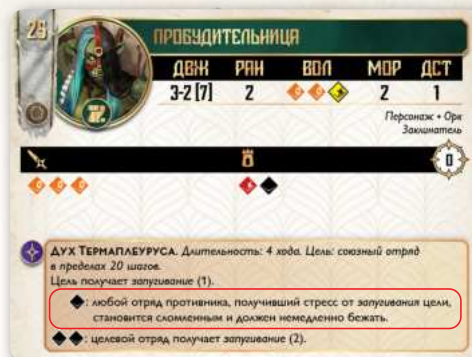 25
ПРОБУДИТЕЛЬНИЦА
ДВЖ РАН ВОЛ МОР ДСТ
3-2 [7] 2 2 1
Персонаж • Орк
Заклинатель
0
ДУХ ТЕРМАПЛЕУРУСА. Длительность: 4 хода. Цель: союзный отряд
в пределах 20 шагов.
Цель получает запугивание (1).
: любой отряд противника, получивший стресс от запугивания цели,
становится сломленным и должен немедленно бежать.
: целевой отряд получает запугивание (2).